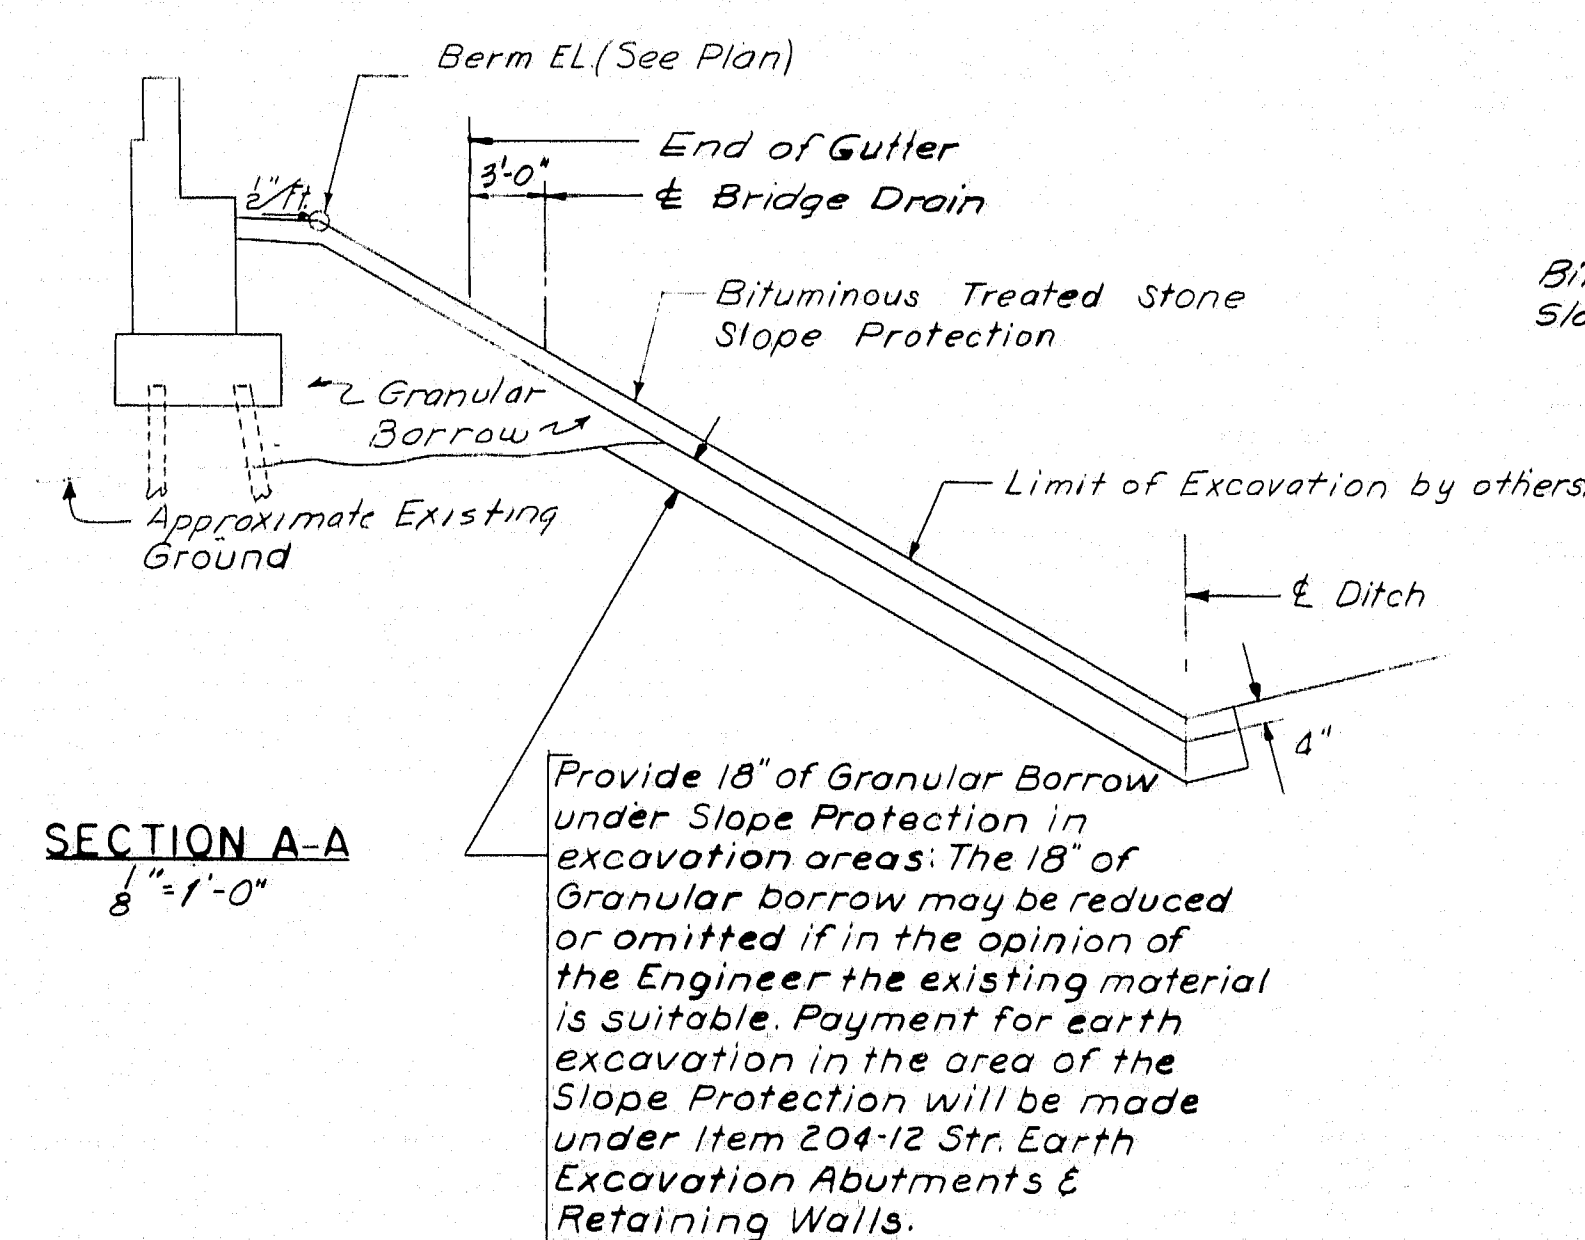 Berm EL.(See Plan)
End of Gutter
3'-0"
℄ Bridge Drain
1/2"/ft.
Bituminous Treated Stone
Slope Protection
Granular
Borrow
Limit of Excavation by others.
Approximate Existing
Ground
℄ Ditch
4"
Provide 18" of Granular Borrow
under Slope Protection in
excavation areas. The 18" of
Granular borrow may be reduced
or omitted if in the opinion of
the Engineer the existing material
is suitable. Payment for earth
excavation in the area of the
Slope Protection will be made
under Item 204-12 Str. Earth
Excavation Abutments &
Retaining Walls.
SECTION A-A
1/8"=1'-0"